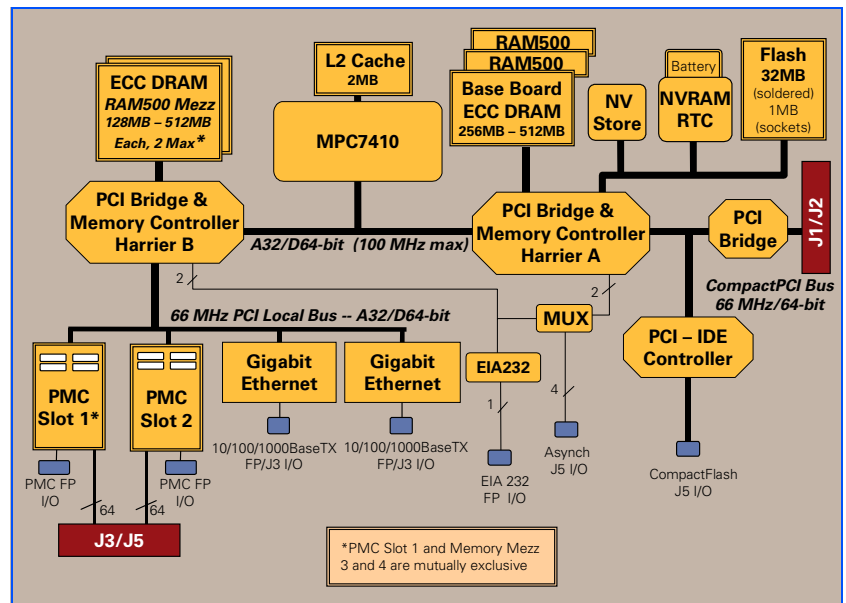 ECC DRAM
RAM500 Mezz
128MB – 512MB
Each, 2 Max*
L2 Cache
2MB
MPC7410
RAM500
RAM500
Base Board
ECC DRAM
256MB – 512MB
NV
Store
Battery
NVRAM
RTC
Flash
32MB
(soldered)
1MB
(sockets)
PCI Bridge &
Memory Controller
Harrier B
A32/D64-bit (100 MHz max)
PCI Bridge &
Memory Controller
Harrier A
PCI
Bridge
J1/J2
CompactPCI Bus
66 MHz/64-bit
2
2
66 MHz PCI Local Bus -- A32/D64-bit
MUX
PCI – IDE
Controller
PMC
Slot 1*
PMC
Slot 2
Gigabit
Ethernet
Gigabit
Ethernet
EIA232
1
4
10/100/1000BaseTX
FP/J3 I/O
10/100/1000BaseTX
FP/J3 I/O
EIA 232
FP I/O
Asynch
J5 I/O
CompactFlash
J5 I/O
PMC FP
I/O
PMC FP
I/O
64
64
J3/J5
*PMC Slot 1 and Memory Mezz
3 and 4 are mutually exclusive